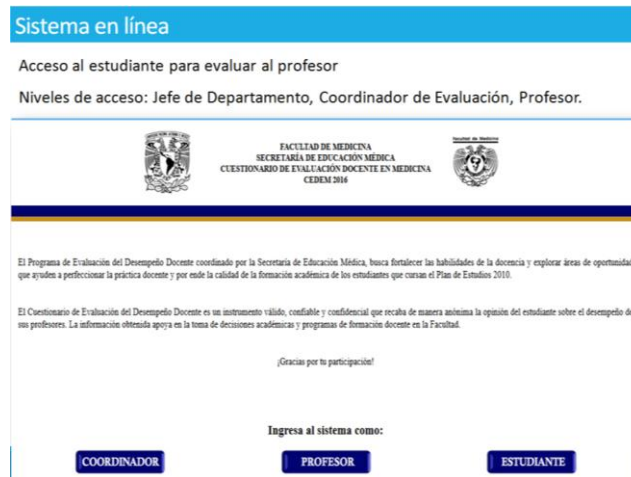 Sistema en línea
Acceso al estudiante para evaluar al profesor
Niveles de acceso: Jefe de Departamento, Coordinador de Evaluación, Profesor.
Facultad de Medicina
FACULTAD DE MEDICINA
SECRETARÍA DE EDUCACIÓN MÉDICA
CUESTIONARIO DE EVALUACIÓN DOCENTE EN MEDICINA
CEDEM 2016
El Programa de Evaluación del Desempeño Docente coordinado por la Secretaria de Educación Médica, busca fortalecer las habilidades de la docencia y explorar áreas de oportunidad
que ayuden a perfeccionar la práctica docente y por ende la calidad de la formación académica de los estudiantes que cursan el Plan de Estudios 2010.
El Cuestionario de Evaluación del Desempeño Docente es un instrumento válido, confiable y confidencial que recaba de manera anónima la opinión del estudiante sobre el desempeño de
sus profesores. La información obtenida apoya en la toma de decisiones académicas y programas de formación docente en la Facultad.
¡Gracias por tu participación!
Ingresa al sistema como:
COORDINADOR
PROFESOR
ESTUDIANTE